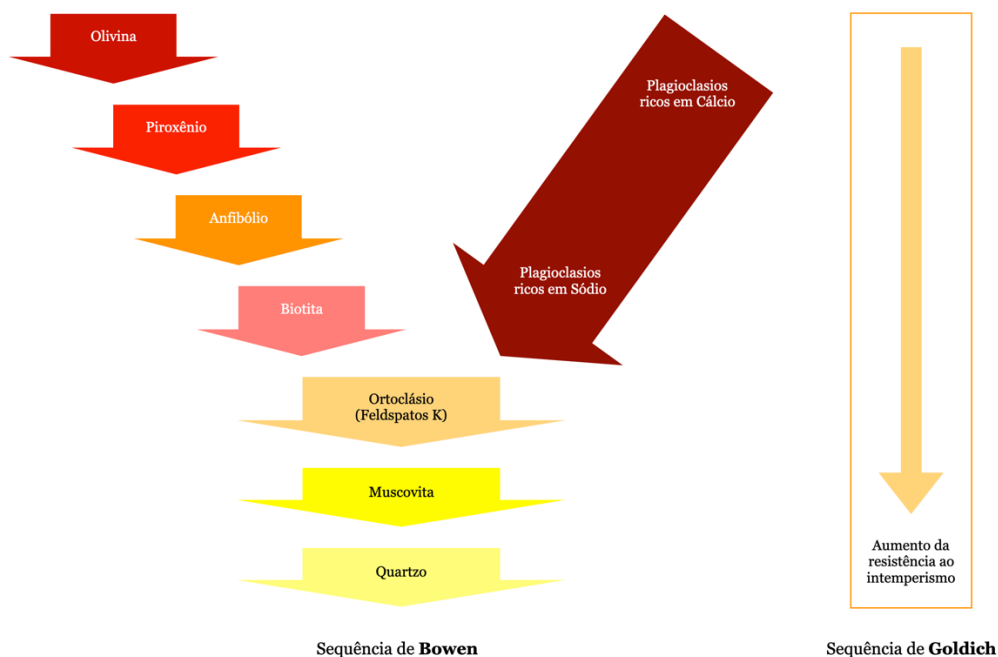 Olivina
Piroxênio
Anfibólio
Biotita
Plagioclasios
ricos em Cálcio
Plagioclasios
ricos em Sódio
Ortoclásio
(Feldspatos K)
Muscovita
Quartzo
Sequência de Bowen
Aumento da
resistência ao
intemperismo
Sequência de Goldich